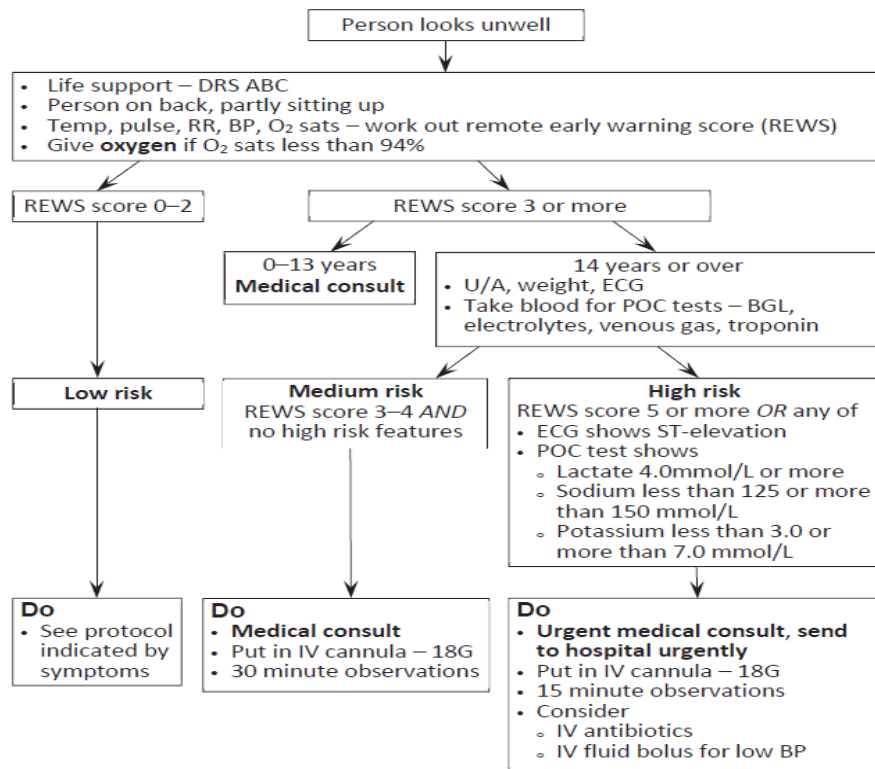 Person looks unwell
• Life support – DRS ABC
• Person on back, partly sitting up
• Temp, pulse, RR, BP, O₂ sats – work out remote early warning score (REWS)
• Give oxygen if O₂ sats less than 94%
REWS score 0–2
REWS score 3 or more
0–13 years
Medical consult
14 years or over
• U/A, weight, ECG
• Take blood for POC tests – BGL,
electrolytes, venous gas, troponin
Low risk
Medium risk
REWS score 3–4 AND
no high risk features
High risk
REWS score 5 or more OR any of
• ECG shows ST-elevation
• POC test shows
o Lactate 4.0mmol/L or more
o Sodium less than 125 or more
than 150 mmol/L
o Potassium less than 3.0 or
more than 7.0 mmol/L
Do
• See protocol
indicated by
symptoms
Do
• Medical consult
• Put in IV cannula – 18G
• 30 minute observations
Do
• Urgent medical consult, send
to hospital urgently
• Put in IV cannula – 18G
• 15 minute observations
• Consider
o IV antibiotics
o IV fluid bolus for low BP